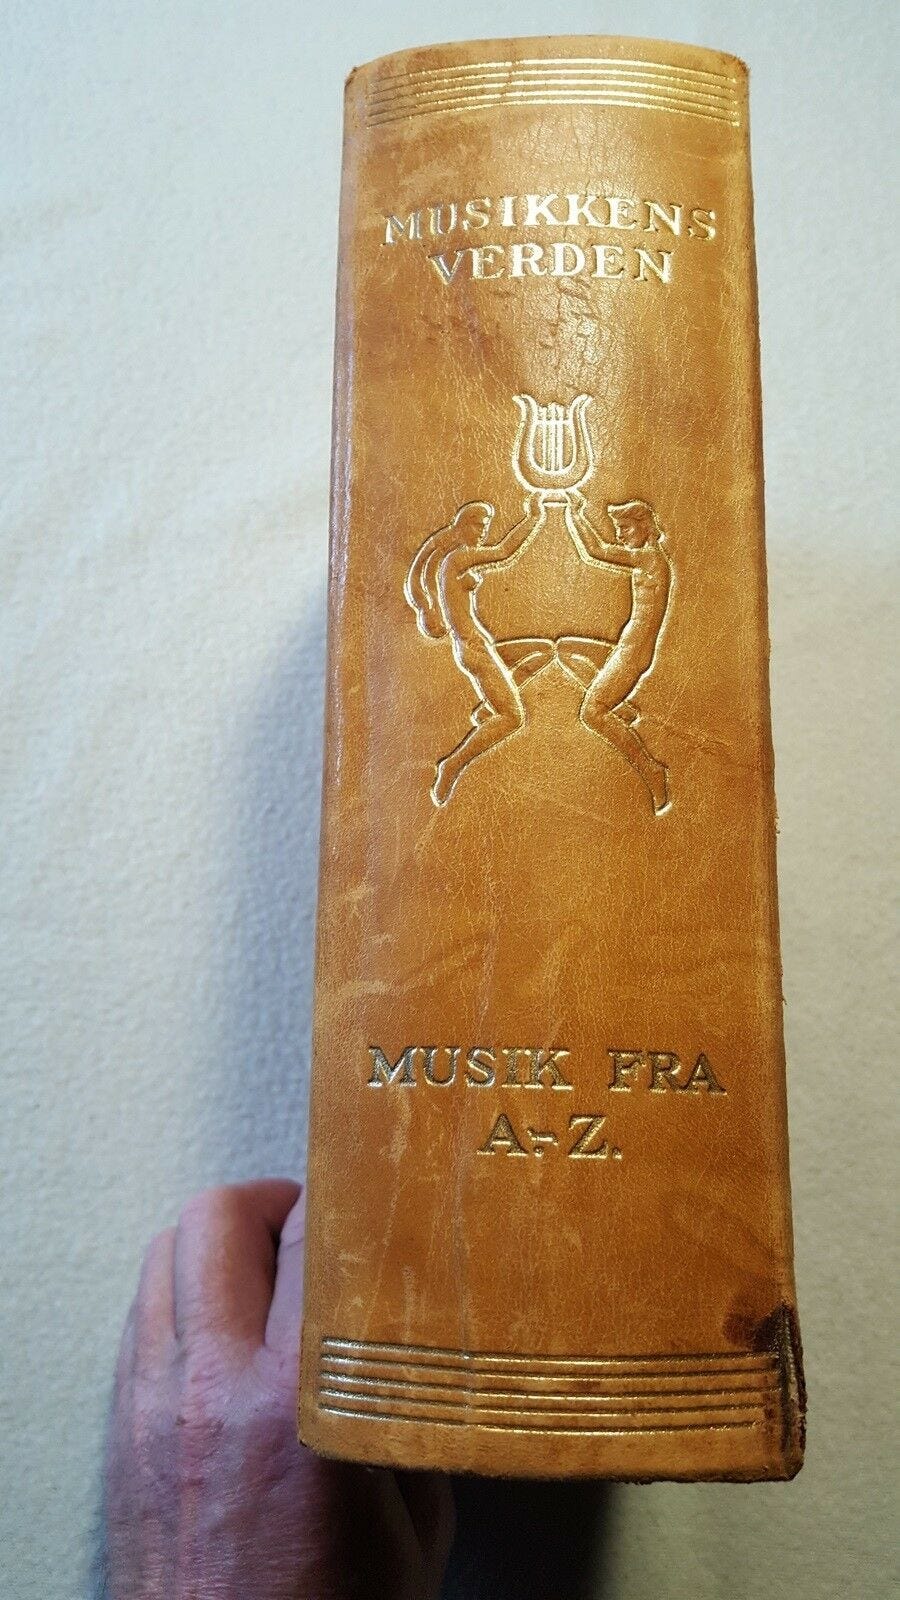 MUSIKKENS
VERDEN
MUSIK FRA
A-Z.